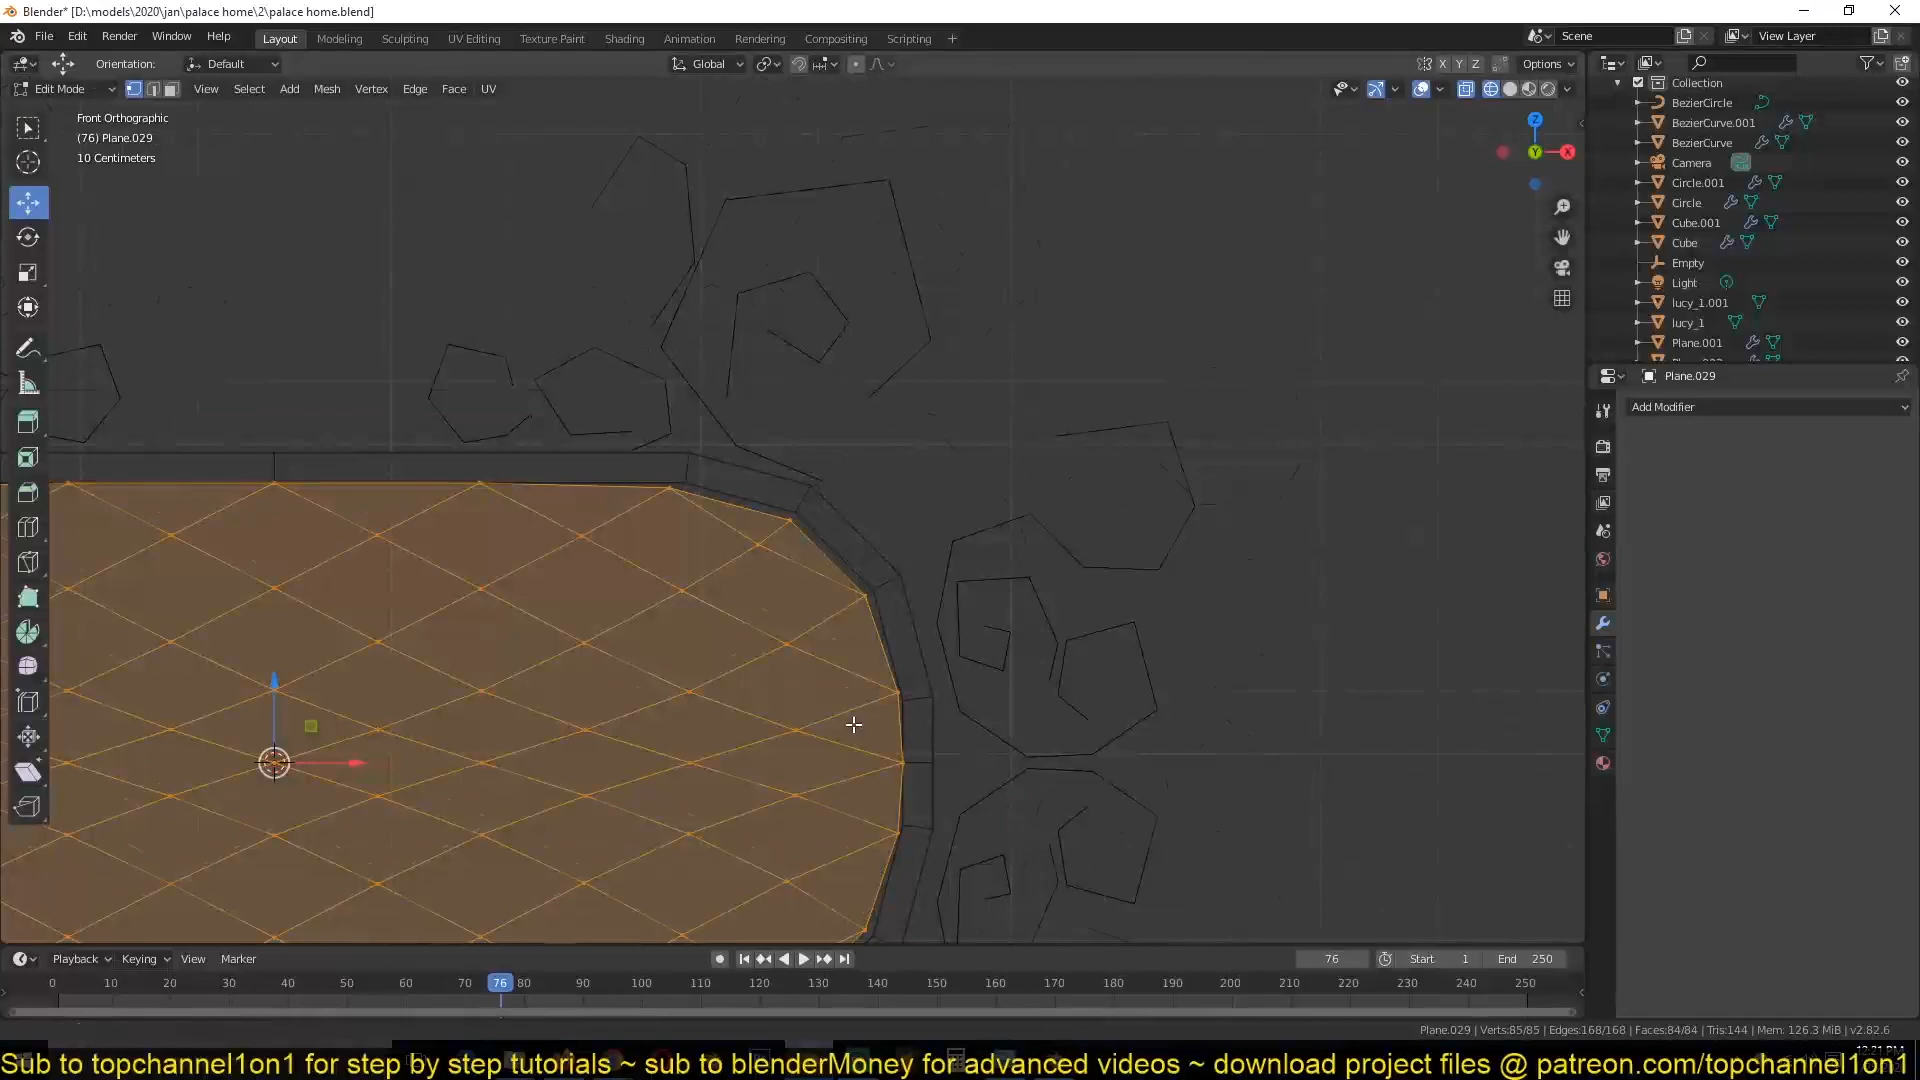 Blender* [D:\models\2020\jan\palace home\2\palace home.blend]
File Edit Render Window Help Layout Modeling Sculpting UV Editing Texture Paint Shading Animation Rendering Compositing Scripting + Scene View Layer
Orientation: Default Global X Y Z Options
Edit Mode View Select Add Mesh Vertex Edge Face UV
Front Orthographic
(76) Plane.029
10 Centimeters
Z
Y
X
Collection
BezierCircle
BezierCurve.001
BezierCurve
Camera
Circle.001
Circle
Cube.001
Cube
Empty
Light
lucy_1.001
lucy_1
Plane.001
Plane.029
Add Modifier
Playback Keying View Marker 76 Start 1 End 250
0 10 20 30 40 50 60 70 76 80 90 100 110 120 130 140 150 160 170 180 190 200 210 220 230 240 250
Plane.029 | Verts:85/85 | Edges:168/168 | Faces:84/84 | Tris:144 | Mem: 126.3 MiB | v2.82.6
Sub to topchannel1on1 for step by step tutorials ~ sub to blenderMoney for advanced videos ~ download project files @ patreon.com/topchannel1on1